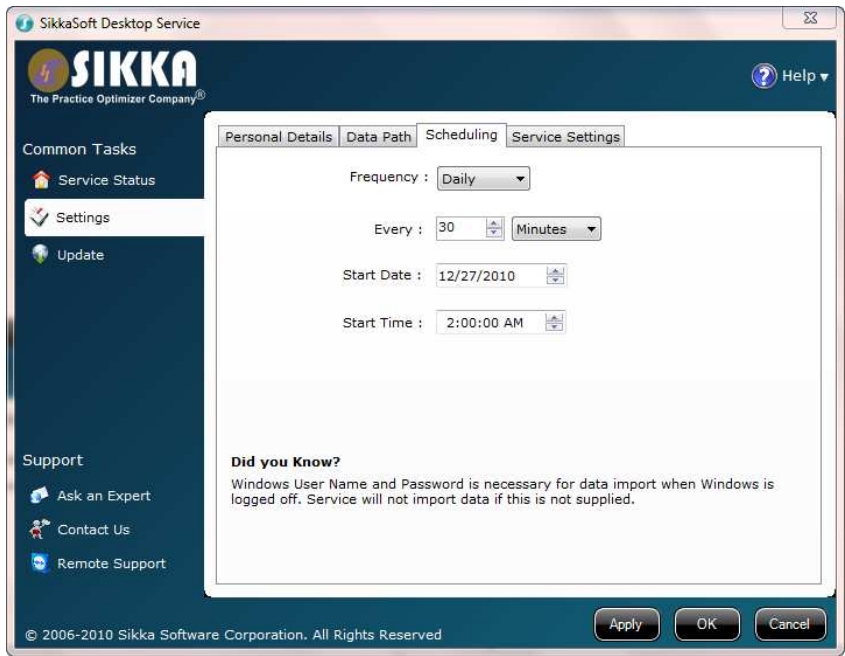 SikkaSoft Desktop Service
SIKKA
The Practice Optimizer Company®
Help
Common Tasks
Service Status
Settings
Update
Personal Details
Data Path
Scheduling
Service Settings
Frequency : Daily
Every : 30 Minutes
Start Date : 12/27/2010
Start Time : 2:00:00 AM
Support
Ask an Expert
Contact Us
Remote Support
Did you Know?
Windows User Name and Password is necessary for data import when Windows is
logged off. Service will not import data if this is not supplied.
© 2006-2010 Sikka Software Corporation. All Rights Reserved
Apply
OK
Cancel